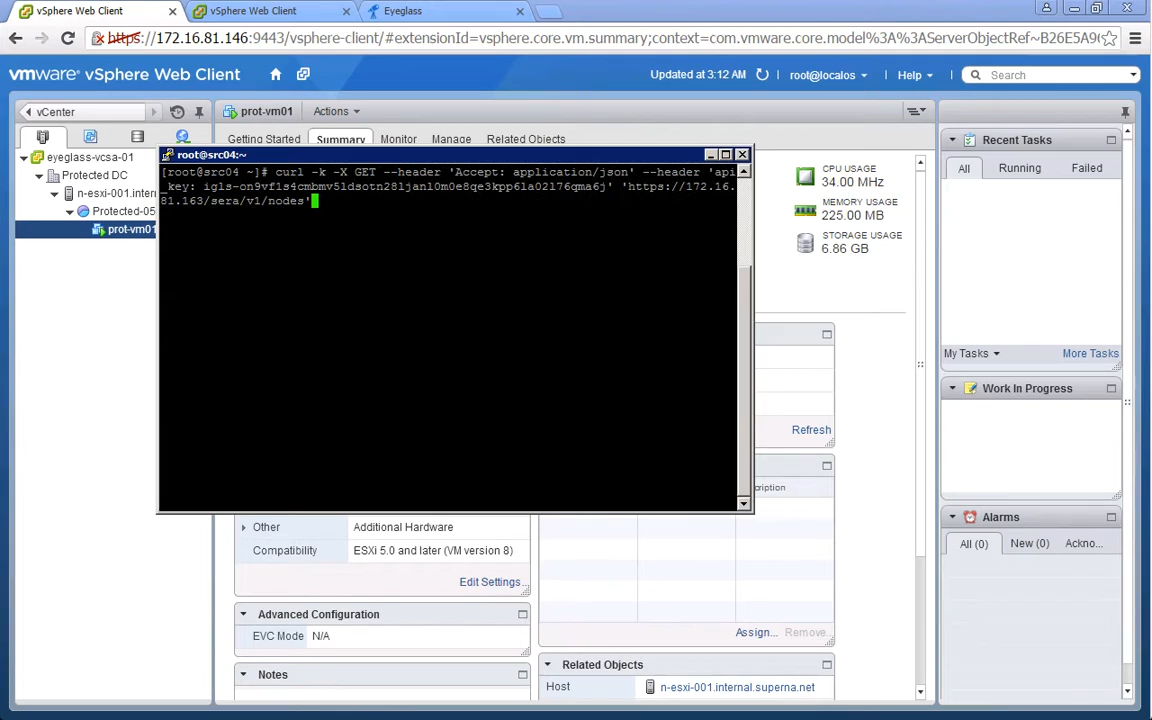 vSphere Web Client
vSphere Web Client
Eyeglass
https://172.16.81.146:9443/vsphere-client/#extensionId=vsphere.core.vm.summary;context=com.vmware.core.model%3A%3AServerObjectRef~B26E5A9
vmware vSphere Web Client
Updated at 3:12 AM
root@localos
Help
Search
vCenter
prot-vm01
Actions
Getting Started
Summary
Monitor
Manage
Related Objects
eyeglass-vcsa-01
Protected DC
n-esxi-001.intern
Protected-05
prot-vm01
root@src04:~
[root@src04 ~]# curl -k -X GET --header 'Accept: application/json' --header 'api
_key: igls-on9vf1s4cmbmv5ldsotn28ljanl0m0e8qe3kpp6la02176qma6j' 'https://172.16.
81.163/sera/v1/nodes'
CPU USAGE
34.00 MHz
MEMORY USAGE
225.00 MB
STORAGE USAGE
6.86 GB
Refresh
cription
Other
Additional Hardware
Compatibility
ESXi 5.0 and later (VM version 8)
Edit Settings...
Advanced Configuration
EVC Mode
N/A
Notes
Assign...
Remove...
Related Objects
Host
n-esxi-001.internal.superna.net
Recent Tasks
All
Running
Failed
My Tasks
More Tasks
Work In Progress
Alarms
All (0)
New (0)
Ackno...